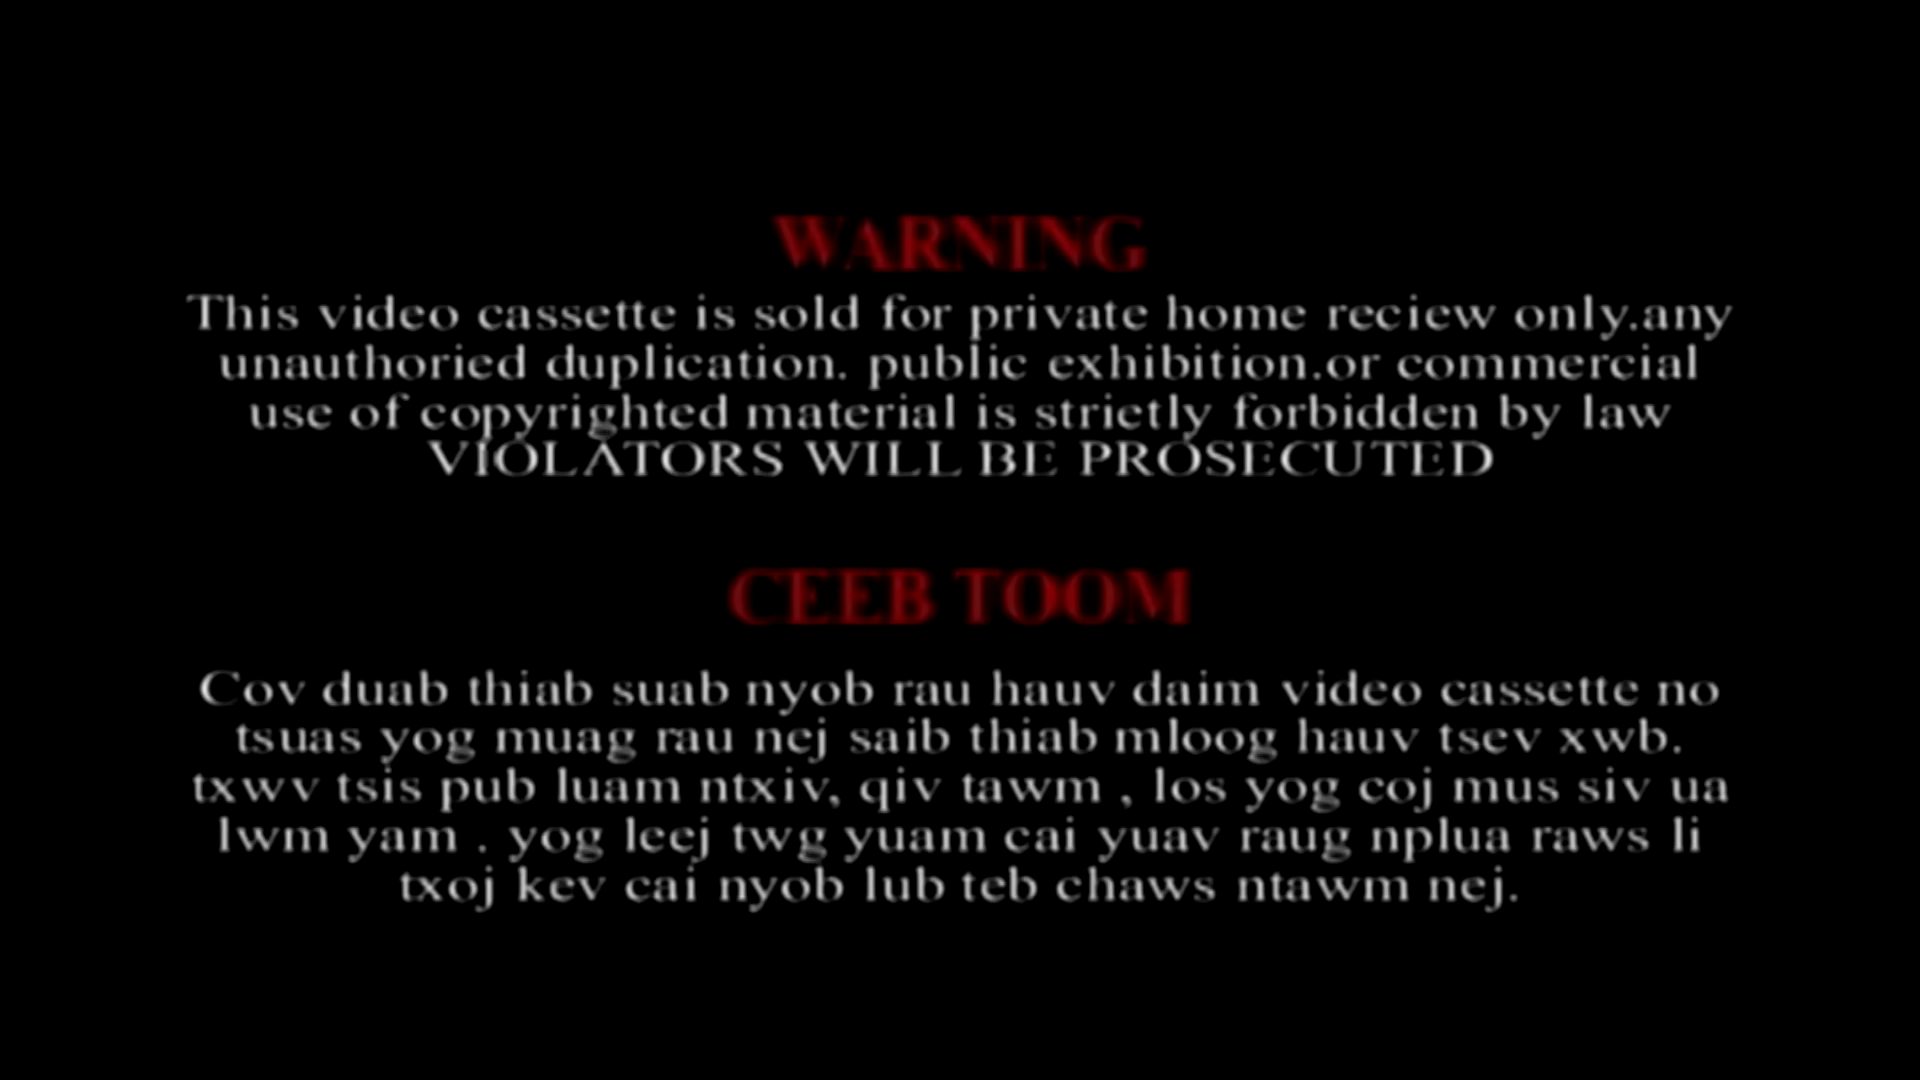 WARNING
This video cassette is sold for private home reciew only.any
unauthoried duplication. public exhibition.or commercial
use of copyrighted material is strietly forbidden by law
VIOLATORS WILL BE PROSECUTED
CEEB TOOM
Cov duab thiab suab nyob rau hauv daim video cassette no
tsuas yog muag rau nej saib thiab mloog hauv tsev xwb.
txwv tsis pub luam ntxiv, qiv tawm , los yog coj mus siv ua
lwm yam . yog leej twg yuam cai yuav raug nplua raws li
txoj kev cai nyob lub teb chaws ntawm nej.